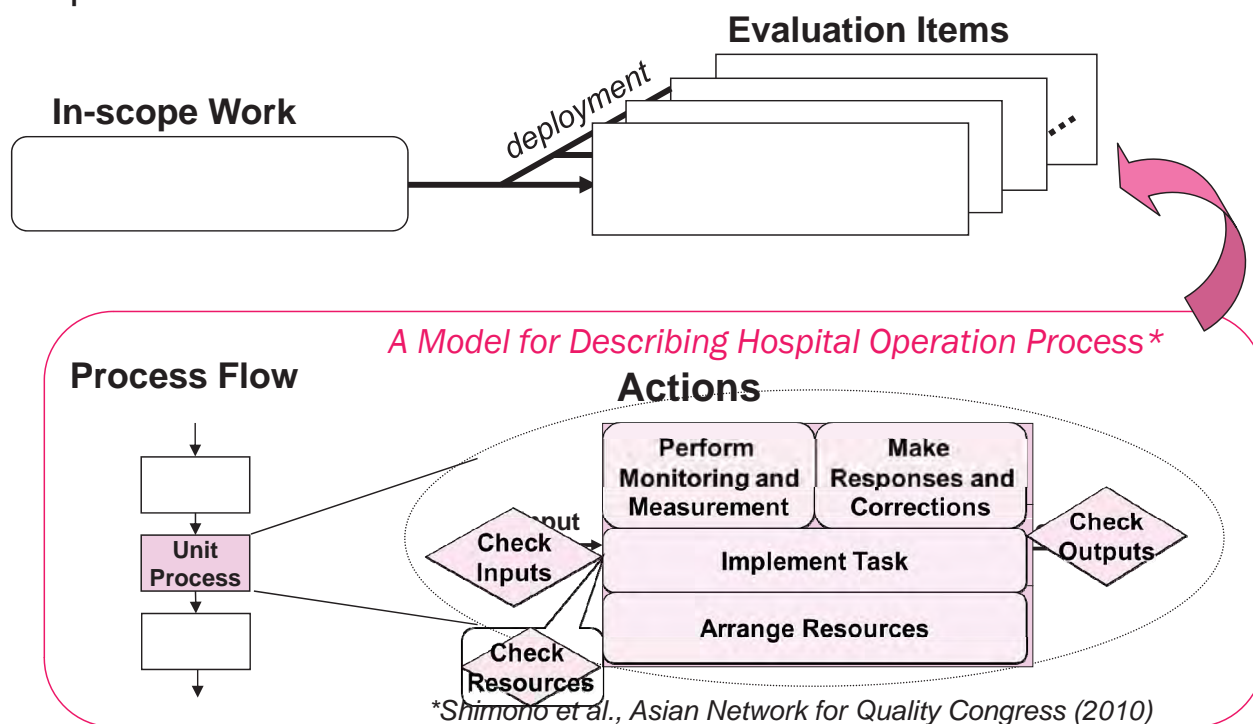 Evaluation Items
In-scope Work
deployment
...
A Model for Describing Hospital Operation Process*
Process Flow
Actions
Perform
Monitoring and
Measurement
Make
Responses and
Corrections
Check
Inputs
Implement Task
Check
Outputs
Unit
Process
Arrange Resources
Check
Resources
*Shimono et al., Asian Network for Quality Congress (2010)